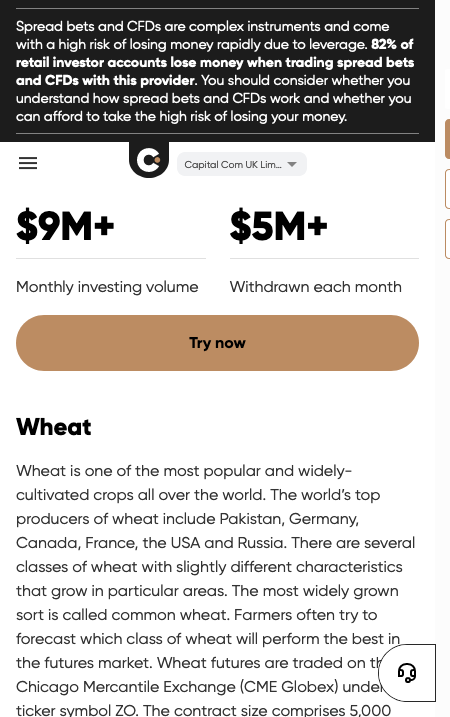 Spread bets and CFDs are complex instruments and come
with a high risk of losing money rapidly due to leverage. 82% of
retail investor accounts lose money when trading spread bets
and CFDs with this provider. You should consider whether you
understand how spread bets and CFDs work and whether you
can afford to take the high risk of losing your money.
Capital Com UK Lim...
$9M+ $5M+
Monthly investing volume Withdrawn each month
Try now
Wheat
Wheat is one of the most popular and widely-
cultivated crops all over the world. The world’s top
producers of wheat include Pakistan, Germany,
Canada, France, the USA and Russia. There are several
classes of wheat with slightly different characteristics
that grow in particular areas. The most widely grown
sort is called common wheat. Farmers often try to
forecast which class of wheat will perform the best in
the futures market. Wheat futures are traded on
Chicago Mercantile Exchange (CME Globex) under
ticker symbol ZO. The contract size comprises 5,000